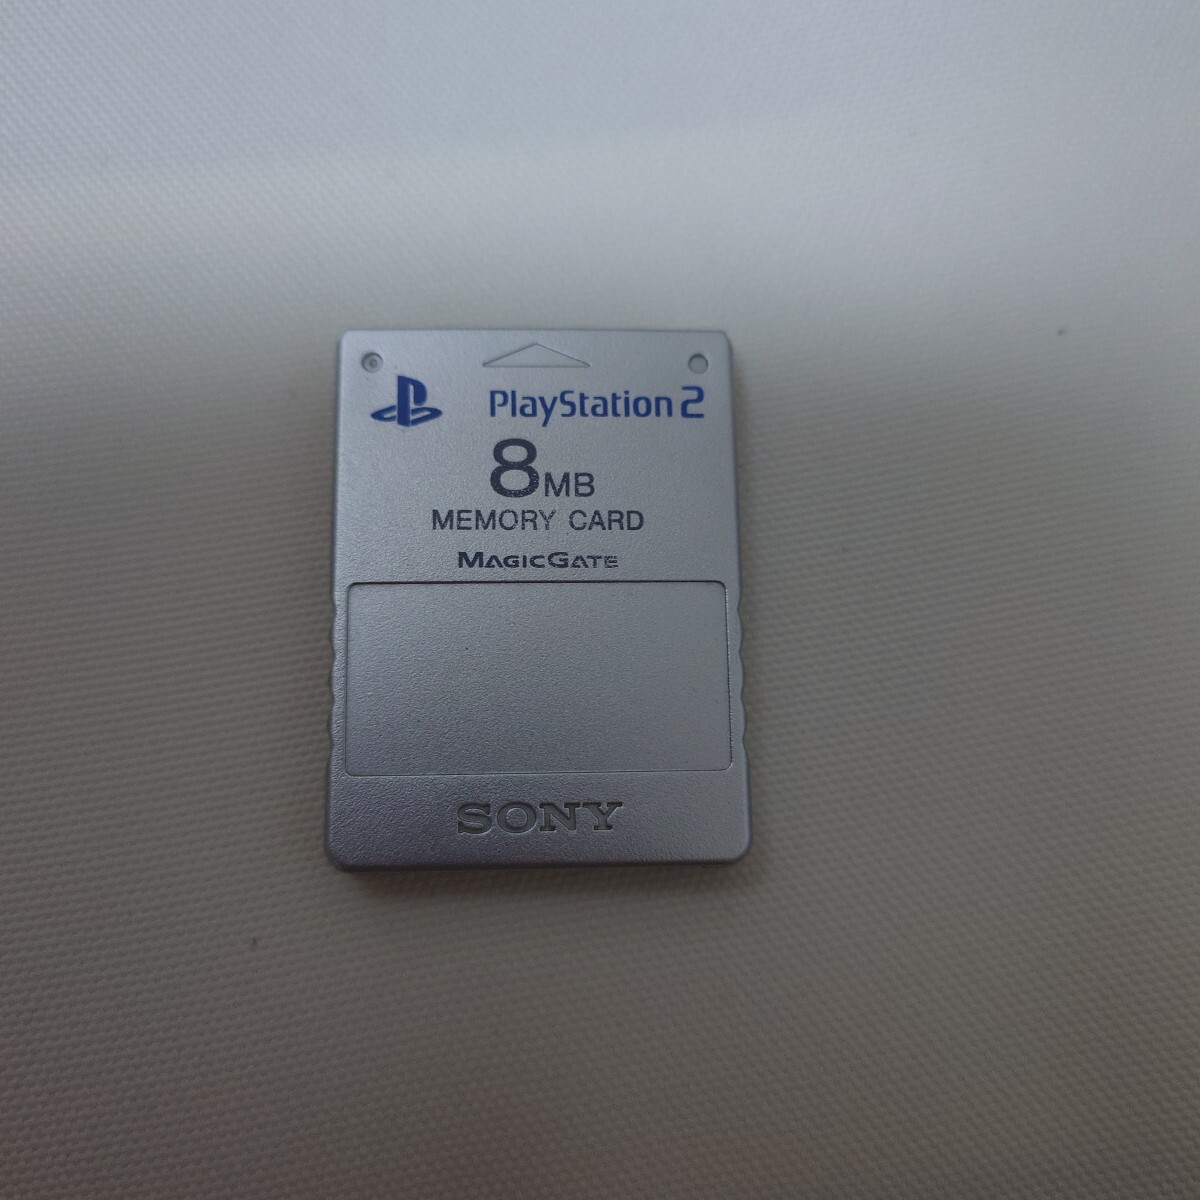 PlayStation 2
8MB
MEMORY CARD
MAGICGATE
SONY